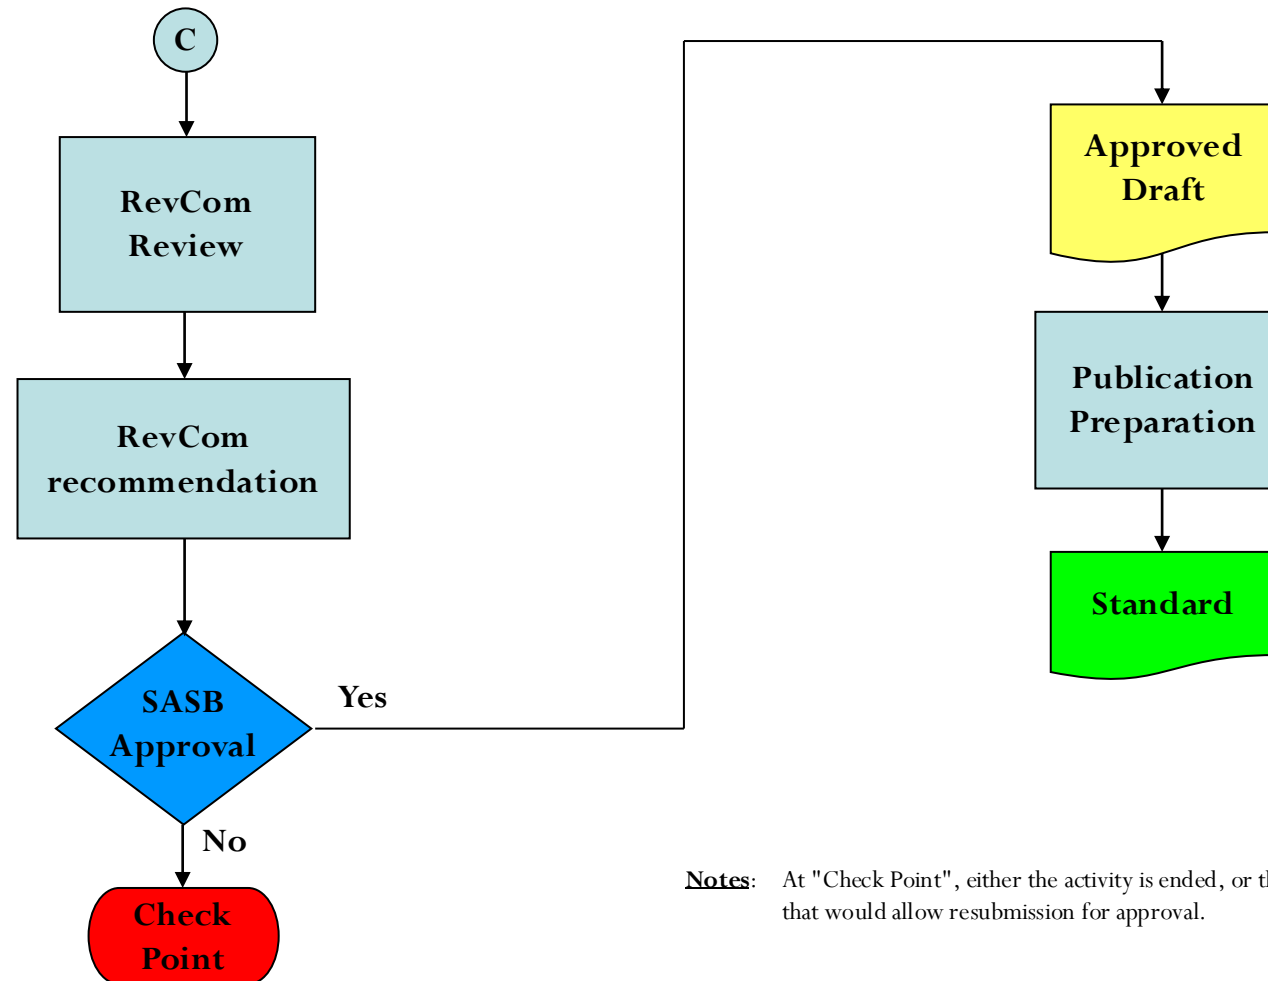 C
RevCom
Review
RevCom
recommendation
SASB
Approval
Yes
No
Check
Point
Approved
Draft
Publication
Preparation
Standard
Notes: At "Check Point", either the activity is ended, or
that would allow resubmission for approval.